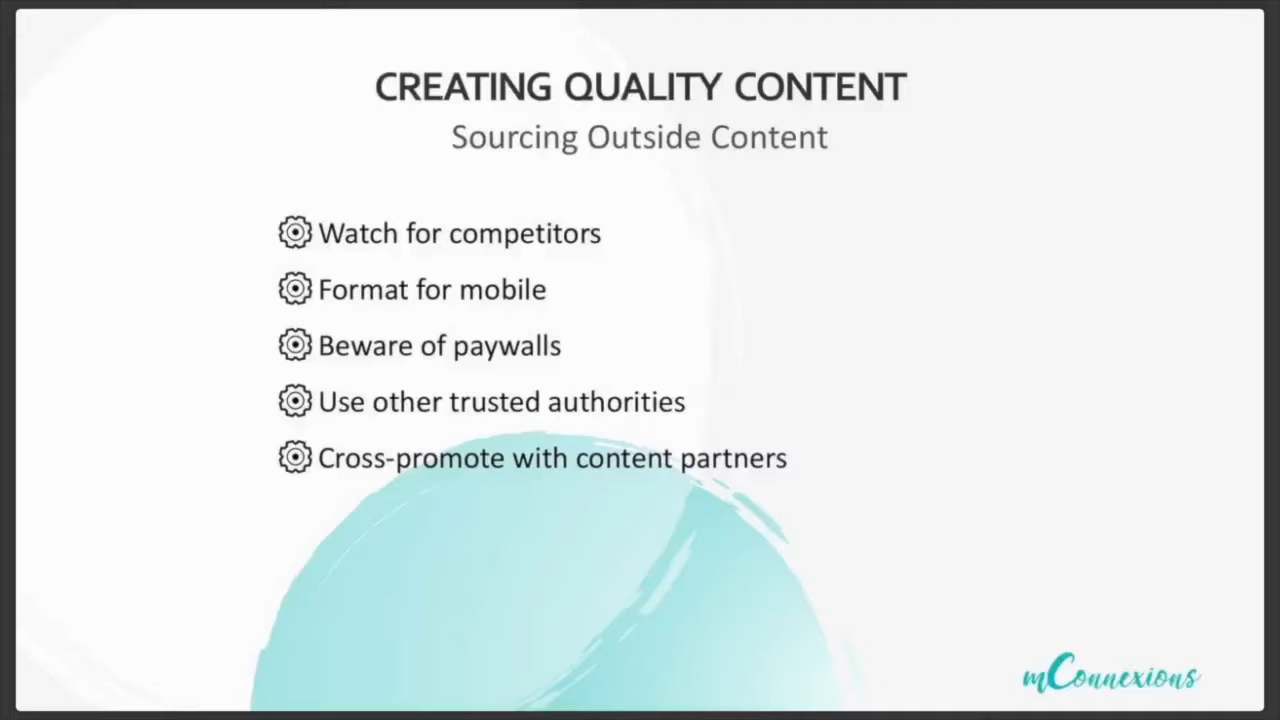 CREATING QUALITY CONTENT
Sourcing Outside Content
Watch for competitors
Format for mobile
Beware of paywalls
Use other trusted authorities
Cross-promote with content partners
mConnexions